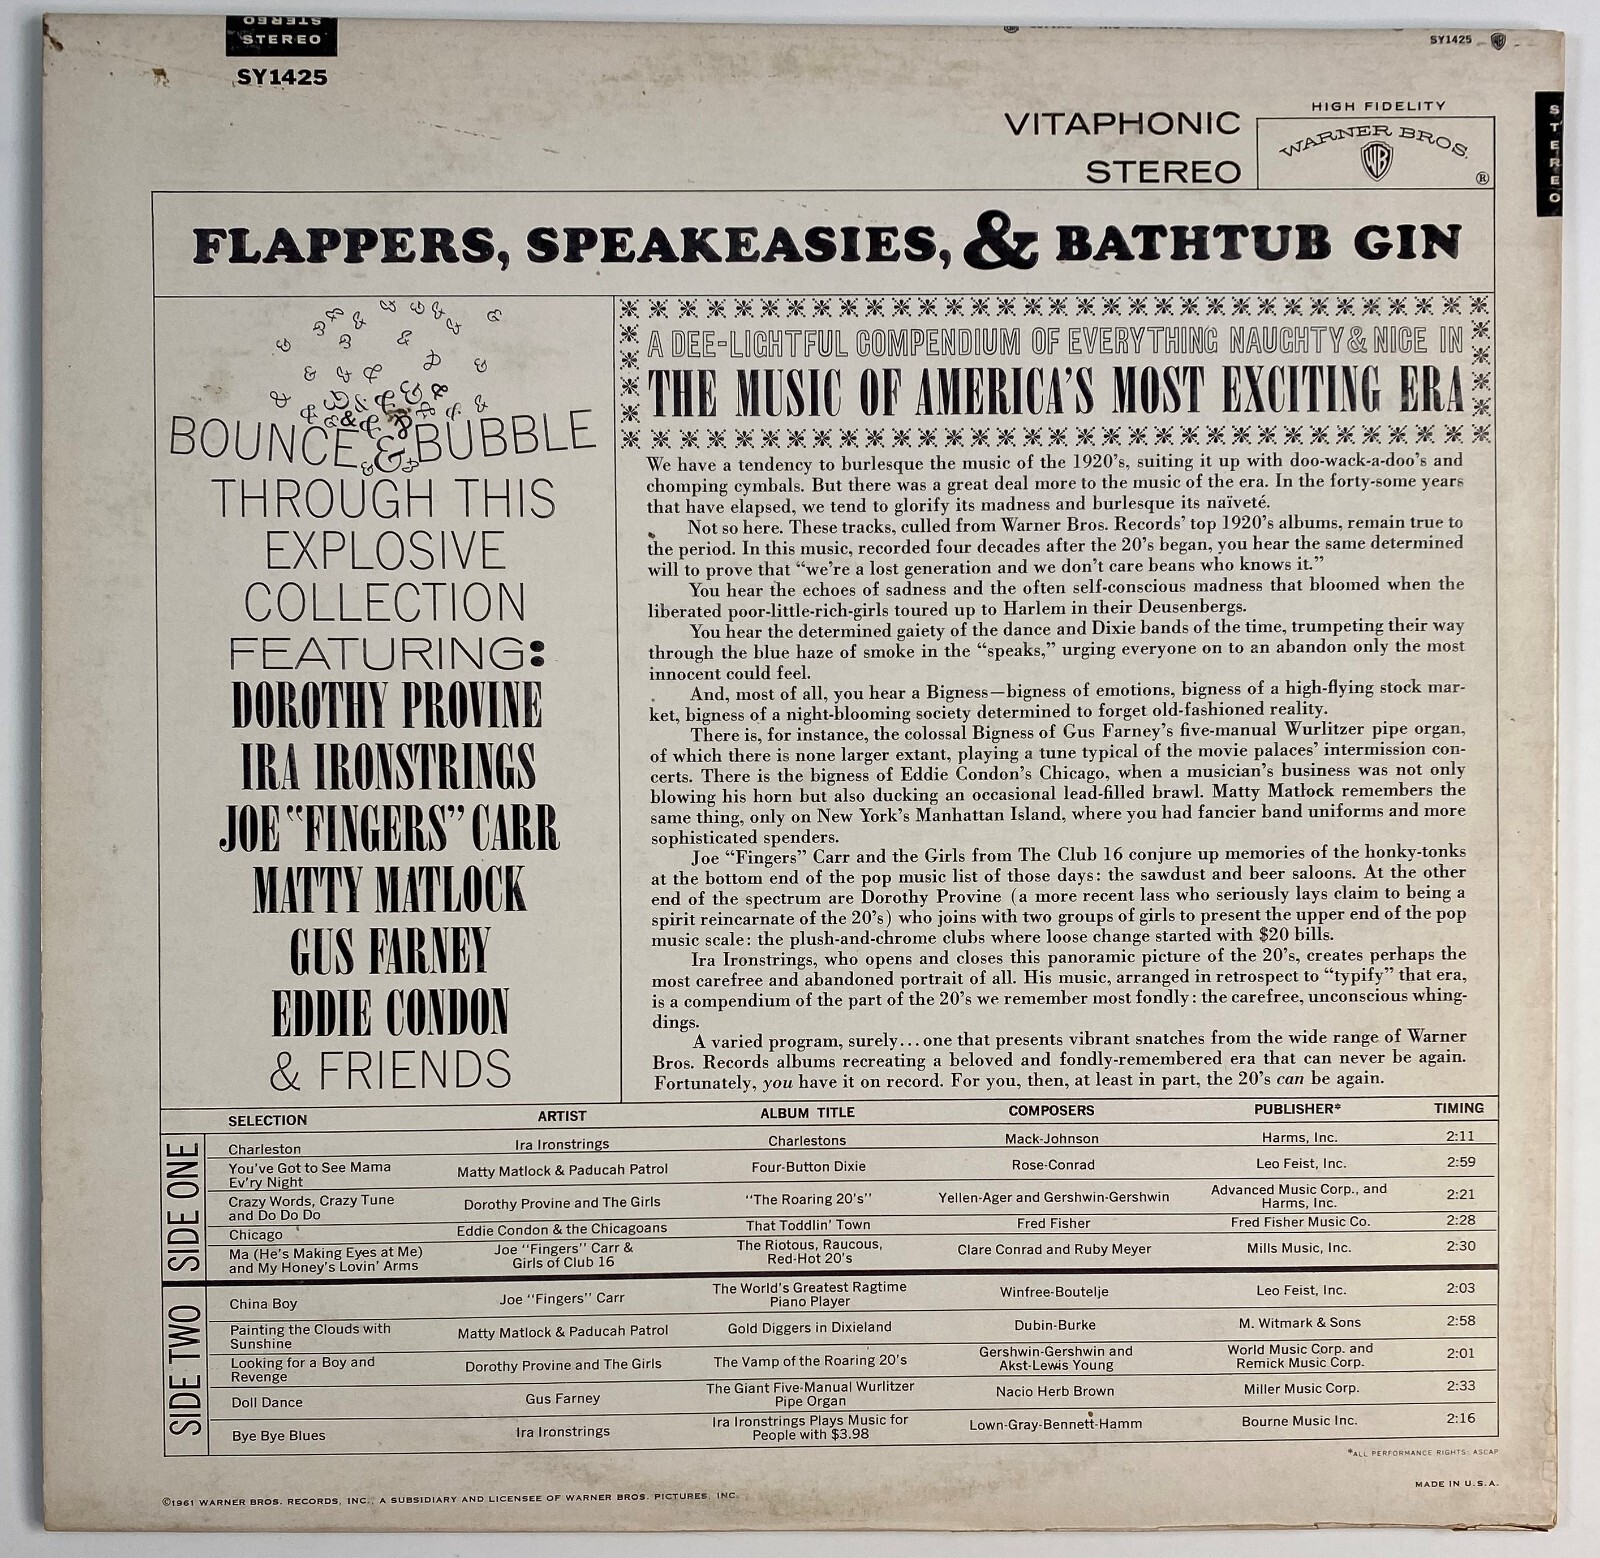 STEREO
STEREO
SY1425
SY1425
STEREO
HIGH FIDELITY
VITAPHONIC
STEREO
WARNER BROS.
WB
®
FLAPPERS, SPEAKEASIES, & BATHTUB GIN
BOUNCE & BUBBLE
THROUGH THIS
EXPLOSIVE
COLLECTION
FEATURING:
DOROTHY PROVINE
IRA IRONSTRINGS
JOE "FINGERS" CARR
MATTY MATLOCK
GUS FARNEY
EDDIE CONDON
& FRIENDS
A DEE-LIGHTFUL COMPENDIUM OF EVERYTHING NAUGHTY & NICE IN
THE MUSIC OF AMERICA'S MOST EXCITING ERA
We have a tendency to burlesque the music of the 1920's, suiting it up with doo-wack-a-doo's and
chomping cymbals. But there was a great deal more to the music of the era. In the forty-some years
that have elapsed, we tend to glorify its madness and burlesque its naïveté.
Not so here. These tracks, culled from Warner Bros. Records' top 1920's albums, remain true to
the period. In this music, recorded four decades after the 20's began, you hear the same determined
will to prove that "we're a lost generation and we don't care beans who knows it."
You hear the echoes of sadness and the often self-conscious madness that bloomed when the
liberated poor-little-rich-girls toured up to Harlem in their Deusenbergs.
You hear the determined gaiety of the dance and Dixie bands of the time, trumpeting their way
through the blue haze of smoke in the "speaks," urging everyone on to an abandon only the most
innocent could feel.
And, most of all, you hear a Bigness—bigness of emotions, bigness of a high-flying stock mar-
ket, bigness of a night-blooming society determined to forget old-fashioned reality.
There is, for instance, the colossal Bigness of Gus Farney's five-manual Wurlitzer pipe organ,
of which there is none larger extant, playing a tune typical of the movie palaces' intermission con-
certs. There is the bigness of Eddie Condon's Chicago, when a musician's business was not only
blowing his horn but also ducking an occasional lead-filled brawl. Matty Matlock remembers the
same thing, only on New York's Manhattan Island, where you had fancier band uniforms and more
sophisticated spenders.
Joe "Fingers" Carr and the Girls from The Club 16 conjure up memories of the honky-tonks
at the bottom end of the pop music list of those days: the sawdust and beer saloons. At the other
end of the spectrum are Dorothy Provine (a more recent lass who seriously lays claim to being a
spirit reincarnate of the 20's) who joins with two groups of girls to present the upper end of the pop
music scale: the plush-and-chrome clubs where loose change started with $20 bills.
Ira Ironstrings, who opens and closes this panoramic picture of the 20's, creates perhaps the
most carefree and abandoned portrait of all. His music, arranged in retrospect to "typify" that era,
is a compendium of the part of the 20's we remember most fondly: the carefree, unconscious whing-
dings.
A varied program, surely... one that presents vibrant snatches from the wide range of Warner
Bros. Records albums recreating a beloved and fondly-remembered era that can never be again.
Fortunately, you have it on record. For you, then, at least in part, the 20's can be again.
SELECTION ARTIST ALBUM TITLE COMPOSERS PUBLISHER* TIMING
SIDE ONE
Charleston Ira Ironstrings Charlestons Mack-Johnson Harms, Inc. 2:11
You've Got to See Mama
Ev'ry Night Matty Matlock & Paducah Patrol Four-Button Dixie Rose-Conrad Leo Feist, Inc. 2:59
Crazy Words, Crazy Tune
and Do Do Do Dorothy Provine and The Girls "The Roaring 20's" Yellen-Ager and Gershwin-Gershwin Advanced Music Corp., and
Harms, Inc. 2:21
Chicago Eddie Condon & the Chicagoans That Toddlin' Town Fred Fisher Fred Fisher Music Co. 2:28
Ma (He's Making Eyes at Me)
and My Honey's Lovin' Arms Joe "Fingers" Carr &
Girls of Club 16 The Riotous, Raucous,
Red-Hot 20's Clare Conrad and Ruby Meyer Mills Music, Inc. 2:30
SIDE TWO
China Boy Joe "Fingers" Carr The World's Greatest Ragtime
Piano Player Winfree-Boutelje Leo Feist, Inc. 2:03
Painting the Clouds with
Sunshine Matty Matlock & Paducah Patrol Gold Diggers in Dixieland Dubin-Burke M. Witmark & Sons 2:58
Looking for a Boy and
Revenge Dorothy Provine and The Girls The Vamp of the Roaring 20's Gershwin-Gershwin and
Akst-Lewis Young World Music Corp. and
Remick Music Corp. 2:01
Doll Dance Gus Farney The Giant Five-Manual Wurlitzer
Pipe Organ Nacio Herb Brown Miller Music Corp. 2:33
Bye Bye Blues Ira Ironstrings Ira Ironstrings Plays Music for
People with $3.98 Lown-Gray-Bennett-Hamm Bourne Music Inc. 2:16
*ALL PERFORMANCE RIGHTS: ASCAP
MADE IN U.S.A.
©1961 WARNER BROS. RECORDS, INC., A SUBSIDIARY AND LICENSEE OF WARNER BROS. PICTURES, INC.